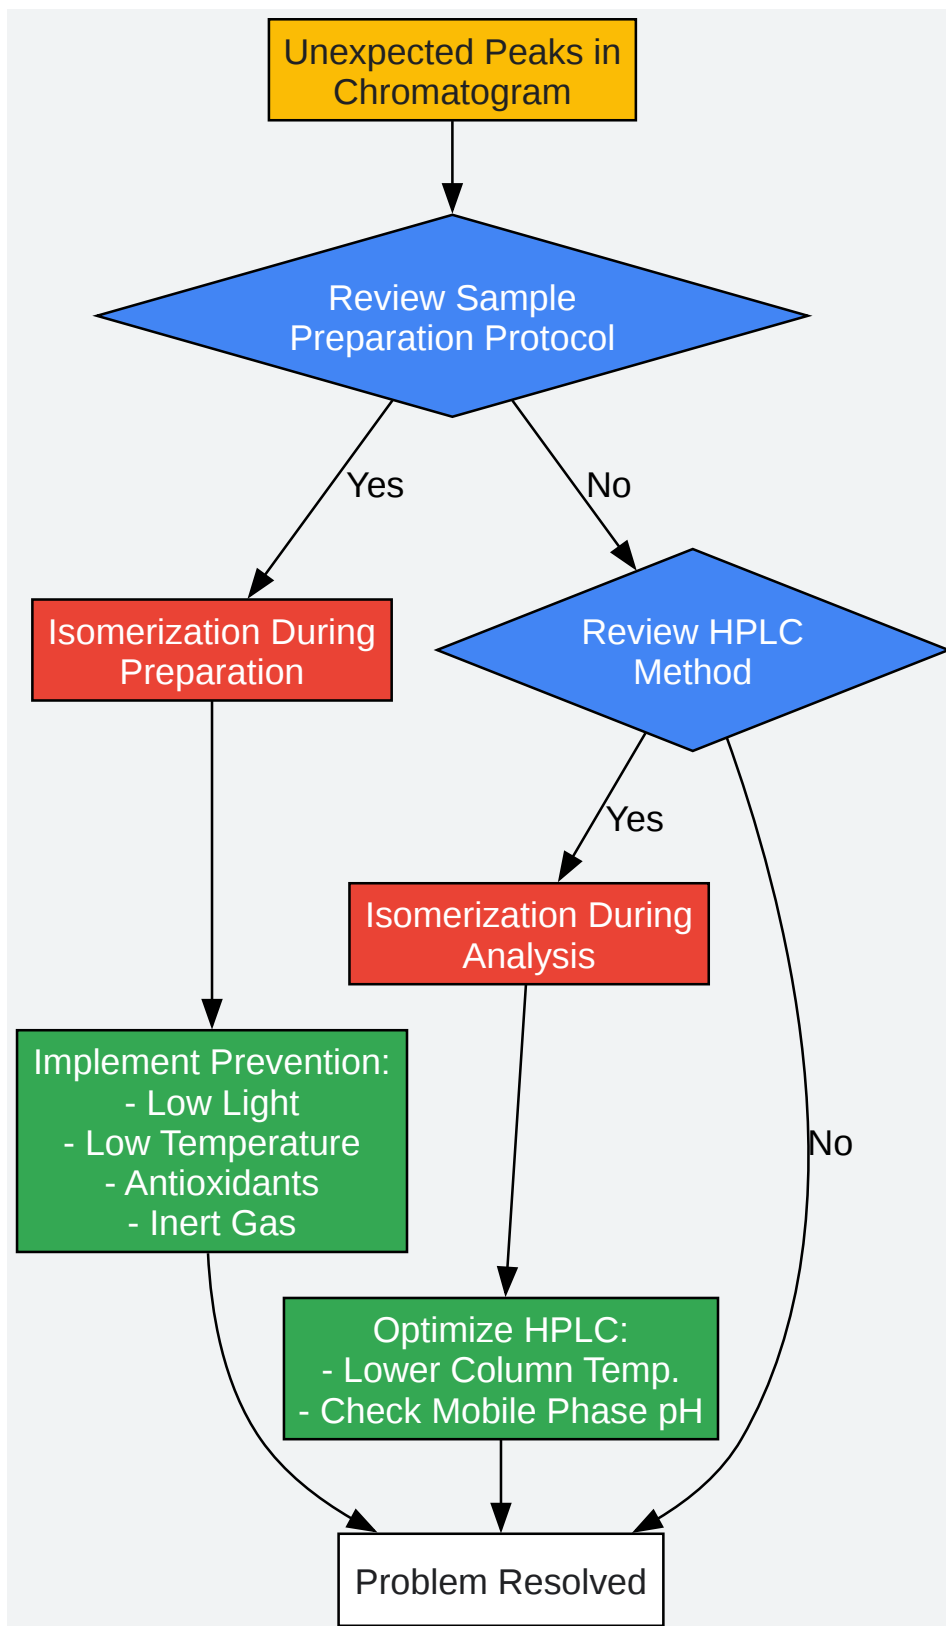 Unexpected Peaks in
Chromatogram
Review Sample
Preparation Protocol
Yes
No
Isomerization During
Preparation
Review HPLC
Method
Yes
Isomerization During
Analysis
Implement Prevention:
- Low Light
- Low Temperature
- Antioxidants
- Inert Gas
No
Optimize HPLC:
- Lower Column Temp.
- Check Mobile Phase pH
Problem Resolved